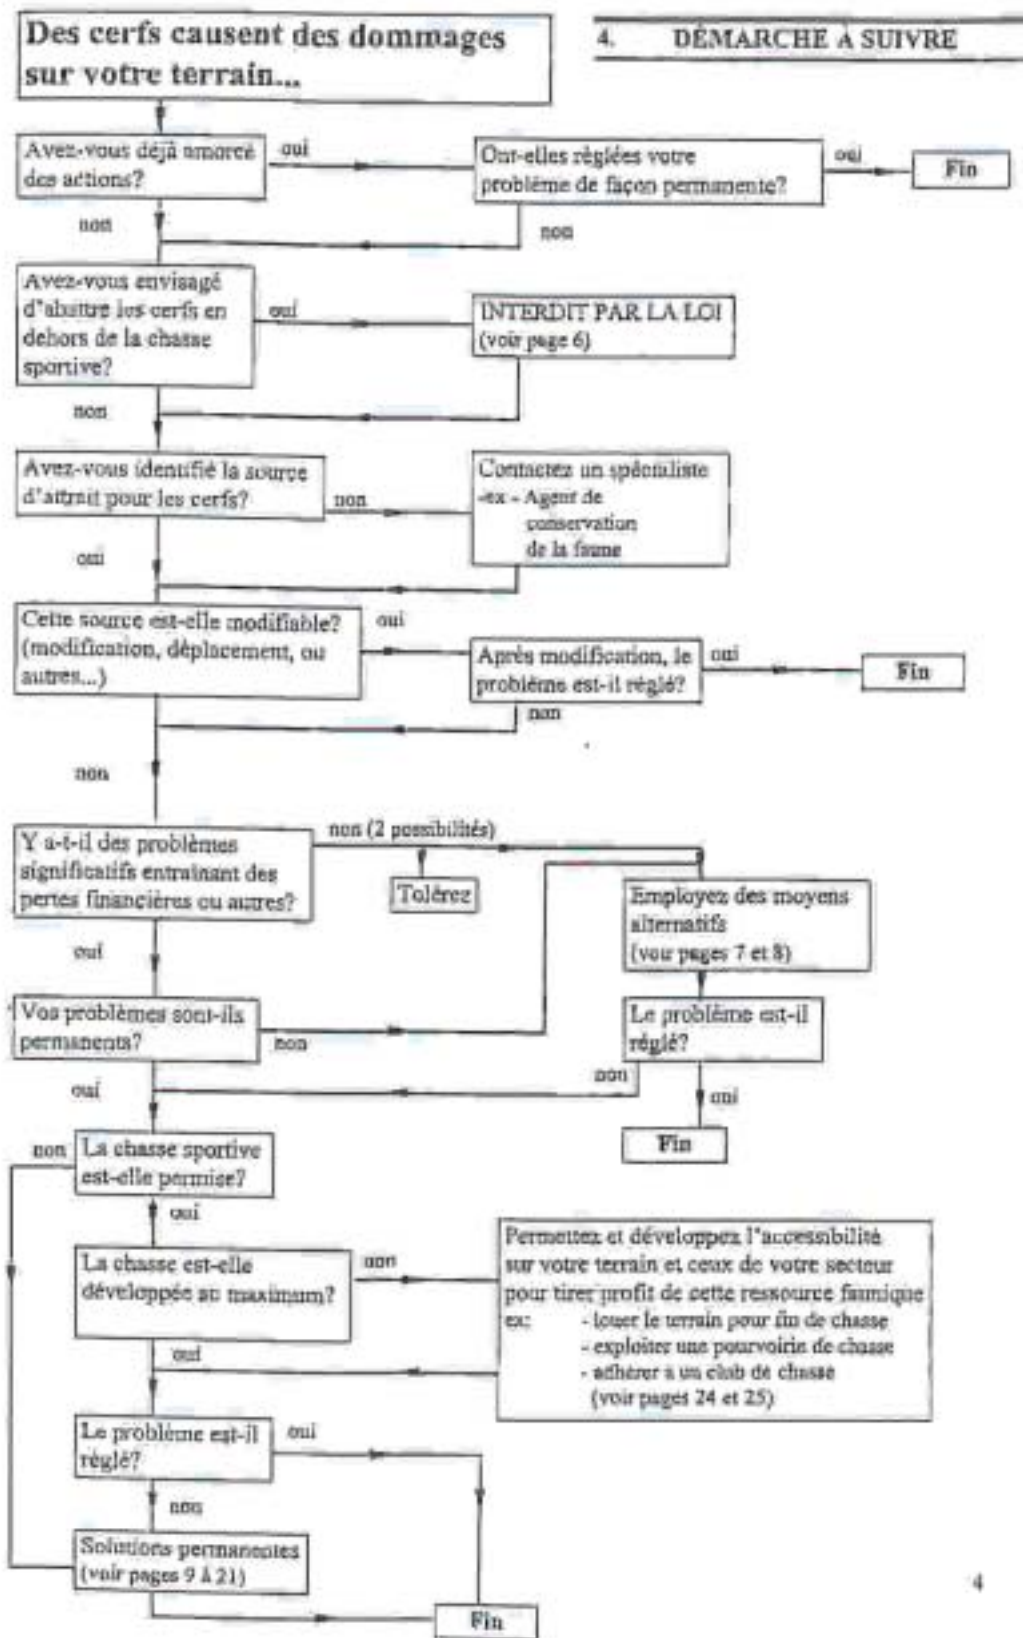 Des cerfs causent des dommages
sur votre terrain...
4. DÉMARCHE A SUIVRE
Avez-vous déjà amorcé
des actions?
oui
Ont-elles règlées votre
problème de façon permanente?
oui
Fin
non
non
Avez-vous envisagé
d'abattre les cerfs en
dehors de la chasse
sportive?
oui
INTERDIT PAR LA LOI
(voir page 6)
non
Avez-vous identifié la source
d'attrait pour les cerfs?
non
Contactez un spécialiste
-ex - Agent de
conservation
de la faune
oui
Cette source est-elle modifiable?
(modification, déplacement, ou
autres...)
oui
Après modification, le
problème est-il réglé?
oui
Fin
non
non
Y a-t-il des problèmes
significatifs entraînant des
pertes financières ou autres?
non (2 possibilités)
Tolérez
Employez des moyens
alternatifs
(voir pages 7 et 8)
oui
Vos problèmes sont-ils
permanents?
non
Le problème est-il
réglé?
non
oui
oui
Fin
non
La chasse sportive
est-elle permise?
oui
La chasse est-elle
développée au maximum?
non
Permettez et développez l'accessibilité
sur votre terrain et ceux de votre secteur
pour tirer profit de cette ressource faunique
ex: - louer le terrain pour fin de chasse
- exploiter une pourvoirie de chasse
- adhérer à un club de chasse
(voir pages 24 et 25)
oui
Le problème est-il
règlé?
oui
non
Solutions permanentes
(voir pages 9 à 21)
Fin
4